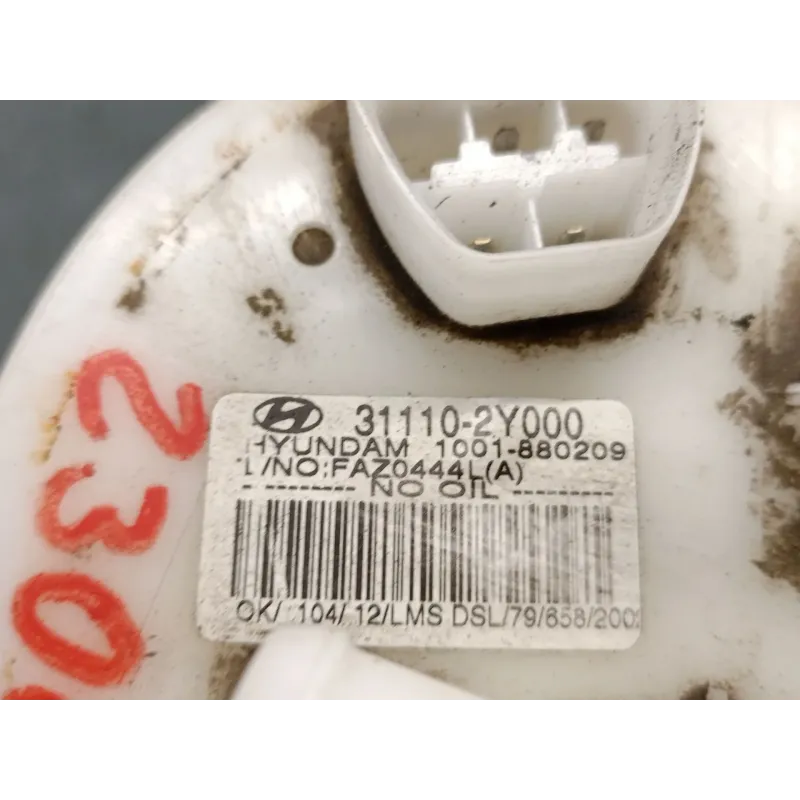 31110-2Y000
HYUNDAM 1001-880209
L/NO:FAZ0444L(A)
NO OIL
OK/ 104/ 12/LMS DSL/79/658/200
230